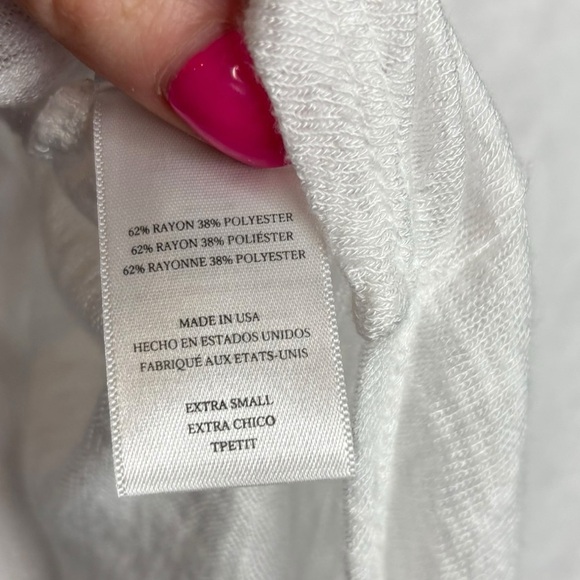 62% RAYON 38% POLYESTER
62% RAYON 38% POLIÉSTER
62% RAYONNE 38% POLYESTER
MADE IN USA
HECHO EN ESTADOS UNIDOS
FABRIQUÉ AUX ETATS-UNIS
EXTRA SMALL
EXTRA CHICO
TPETIT